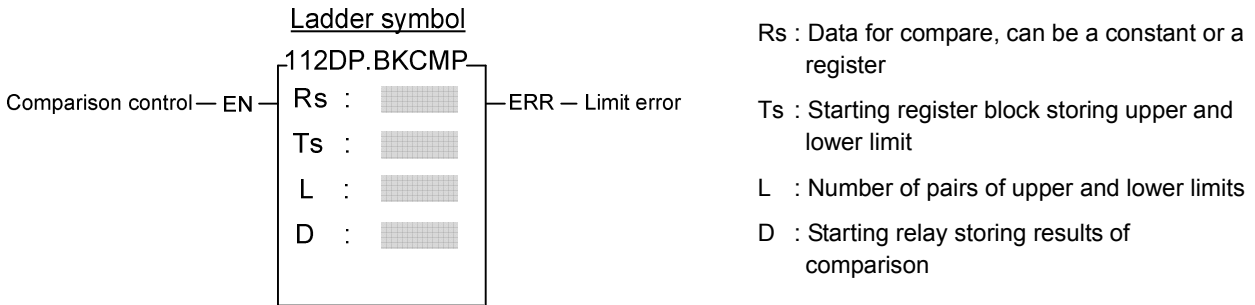 Ladder symbol
112DP.BKCMP
Comparison control
EN
Rs :
Ts :
L :
D :
ERR
Limit error
Rs : Data for compare, can be a constant or a
register
Ts : Starting register block storing upper and
lower limit
L : Number of pairs of upper and lower limits
D : Starting relay storing results of
comparison